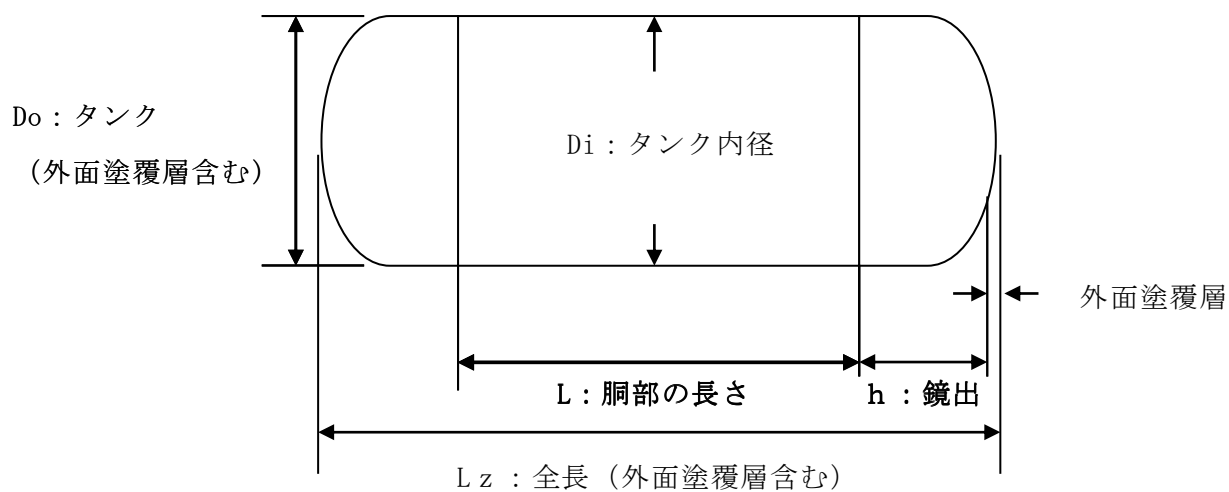 Do：タンク
（外面塗覆層含む）
Di：タンク内径
外面塗覆層
L：胴部の長さ
h：鏡出
Lz：全長（外面塗覆層含む）